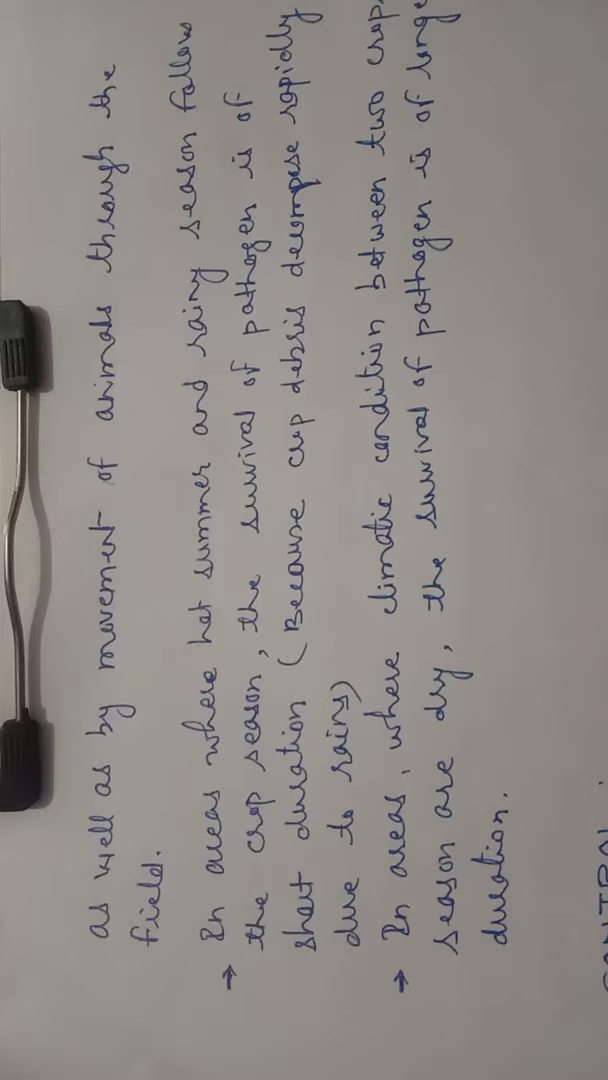 as well as by movement of animals through the
field.
→ In areas where hot summer and rainy season follow
the crop season, the survival of pathogen is of
short duration (Because crop debris decompose rapidly
due to rains)
→ In areas, where climatic condition between two crop
season are dry, the survival of pathogen is of long
duration.